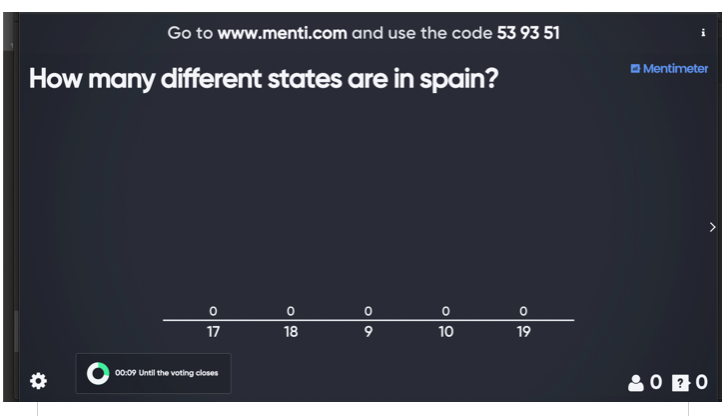 Go to www.menti.com and use the code 53 93 51
i
Mentimeter
How many different states are in spain?
0 0 0 0 0
17 18 9 10 19
00:09 Until the voting closes
0 ? 0